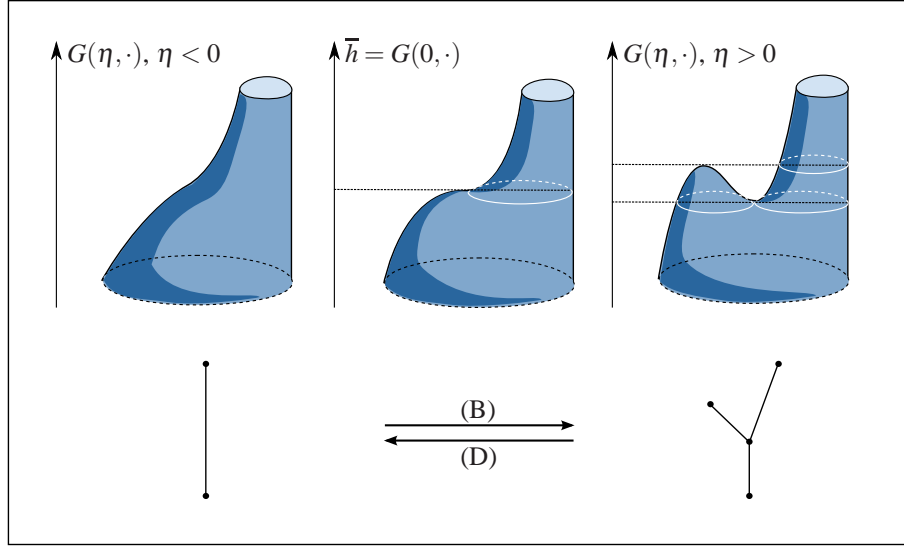 G(η,·), η < 0
h̅ = G(0,·)
G(η,·), η > 0
(B)
(D)